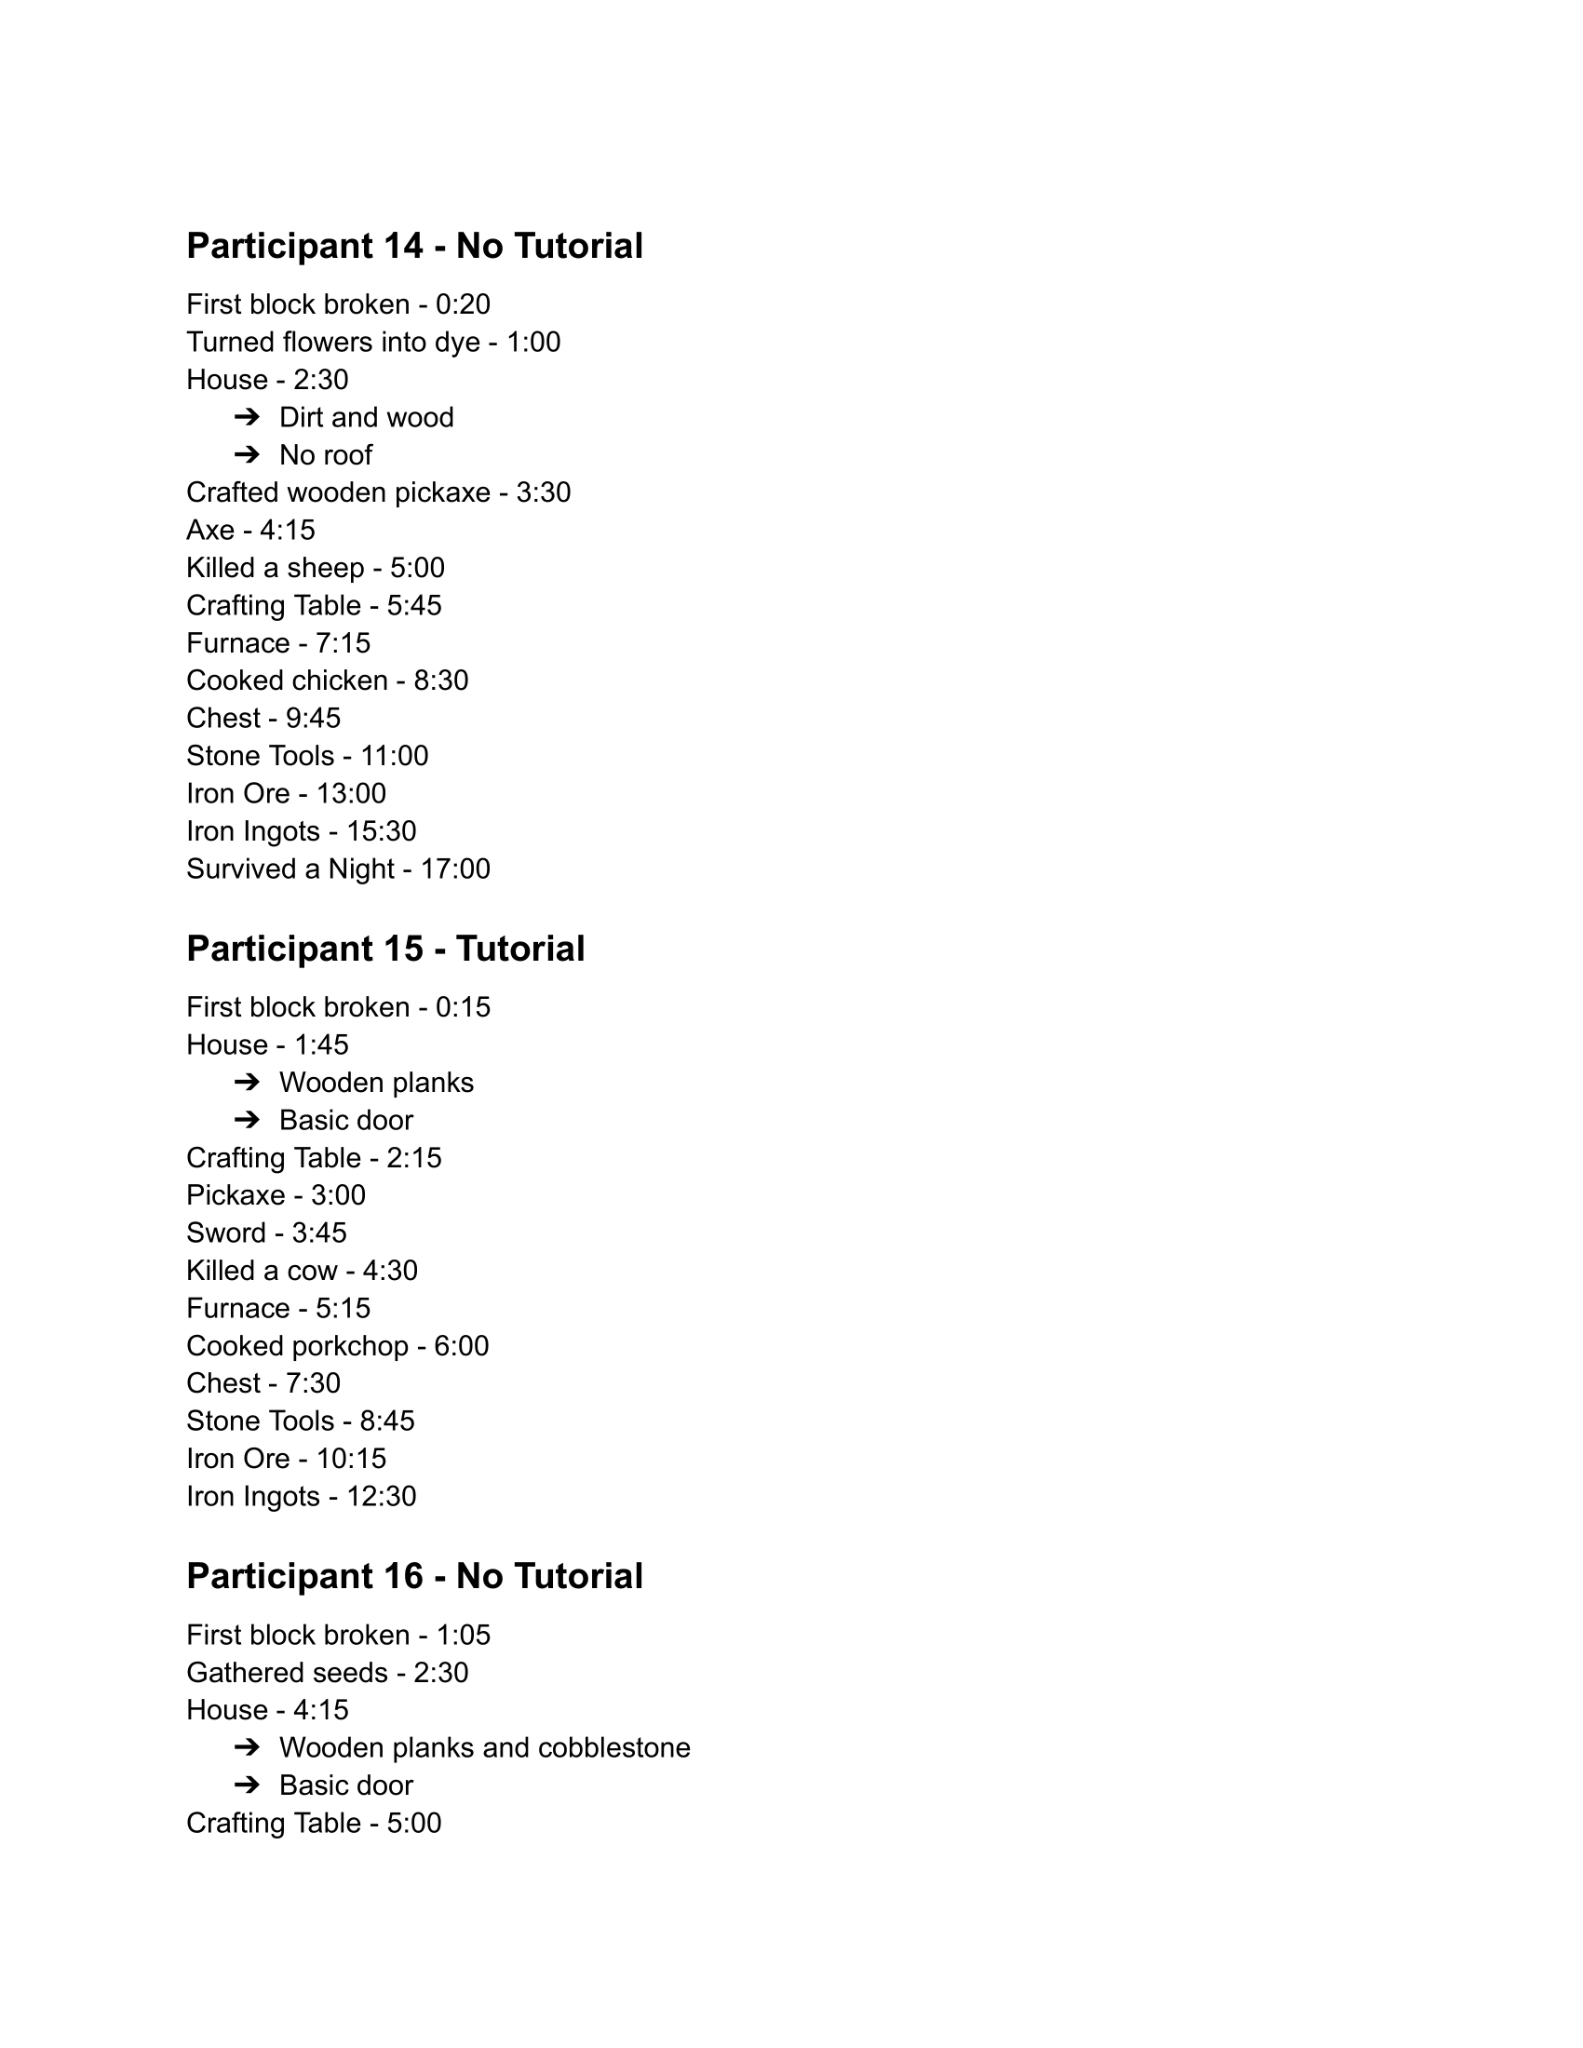 Participant 14 - No Tutorial
First block broken - 0:20
Turned flowers into dye - 1:00
House - 2:30
➔ Dirt and wood
➔ No roof
Crafted wooden pickaxe - 3:30
Axe - 4:15
Killed a sheep - 5:00
Crafting Table - 5:45
Furnace - 7:15
Cooked chicken - 8:30
Chest - 9:45
Stone Tools - 11:00
Iron Ore - 13:00
Iron Ingots - 15:30
Survived a Night - 17:00
Participant 15 - Tutorial
First block broken - 0:15
House - 1:45
➔ Wooden planks
➔ Basic door
Crafting Table - 2:15
Pickaxe - 3:00
Sword - 3:45
Killed a cow - 4:30
Furnace - 5:15
Cooked porkchop - 6:00
Chest - 7:30
Stone Tools - 8:45
Iron Ore - 10:15
Iron Ingots - 12:30
Participant 16 - No Tutorial
First block broken - 1:05
Gathered seeds - 2:30
House - 4:15
➔ Wooden planks and cobblestone
➔ Basic door
Crafting Table - 5:00